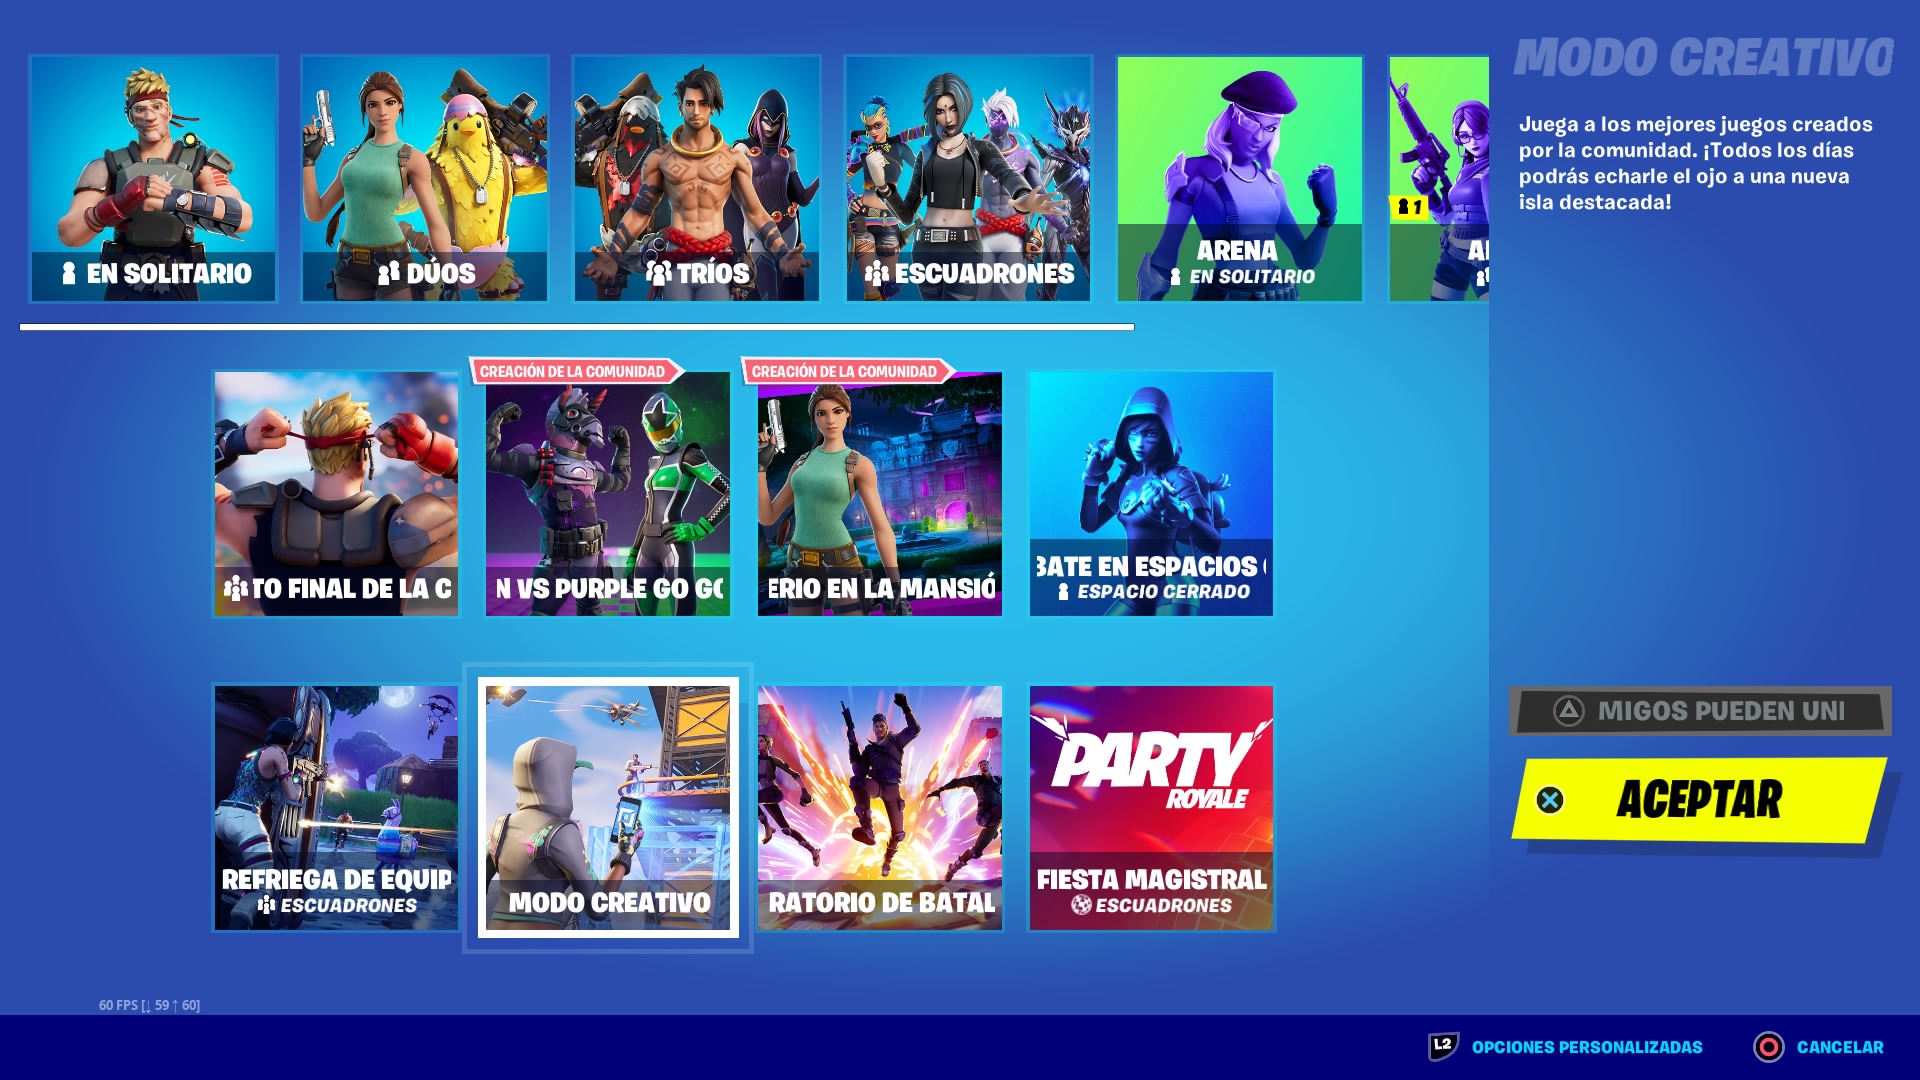 MODO CREATIVO
Juega a los mejores juegos creados
por la comunidad. ¡Todos los días
podrás echarle el ojo a una nueva
isla destacada!
EN SOLITARIO
DÚOS
TRÍOS
ESCUADRONES
ARENA
EN SOLITARIO
1
CREACIÓN DE LA COMUNIDAD
CREACIÓN DE LA COMUNIDAD
TO FINAL DE LA C
N VS PURPLE GO GO
ERIO EN LA MANSIÓ
BATE EN ESPACIOS
ESPACIO CERRADO
REFRIEGA DE EQUIP
ESCUADRONES
MODO CREATIVO
RATORIO DE BATAL
PARTY
ROYALE
FIESTA MAGISTRAL
ESCUADRONES
MIGOS PUEDEN UNI
ACEPTAR
60 FPS [↓ 59 ↑ 60]
L2 OPCIONES PERSONALIZADAS
CANCELAR